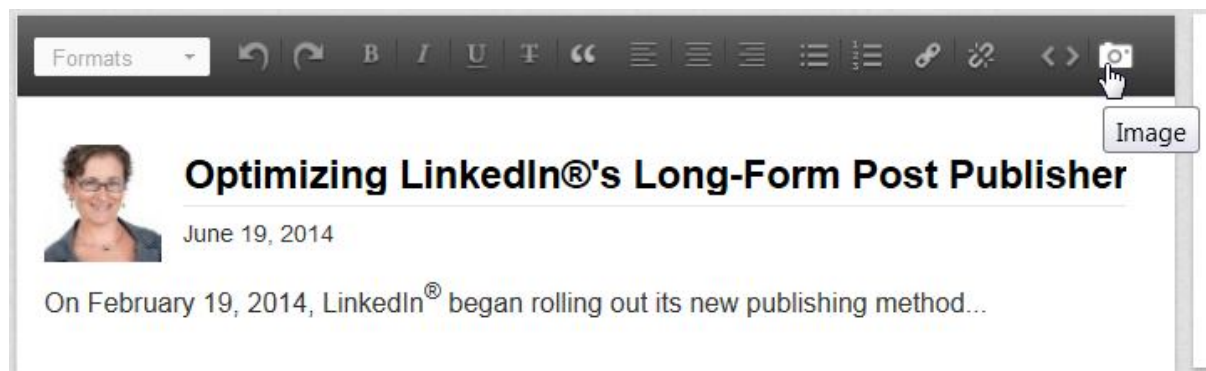 Formats
B I U T
Image
Optimizing LinkedIn®'s Long-Form Post Publisher
June 19, 2014
On February 19, 2014, LinkedIn® began rolling out its new publishing method...